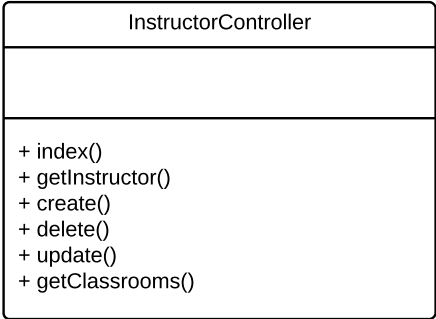 InstructorController
+ index()
+ getInstructor()
+ create()
+ delete()
+ update()
+ getClassrooms()